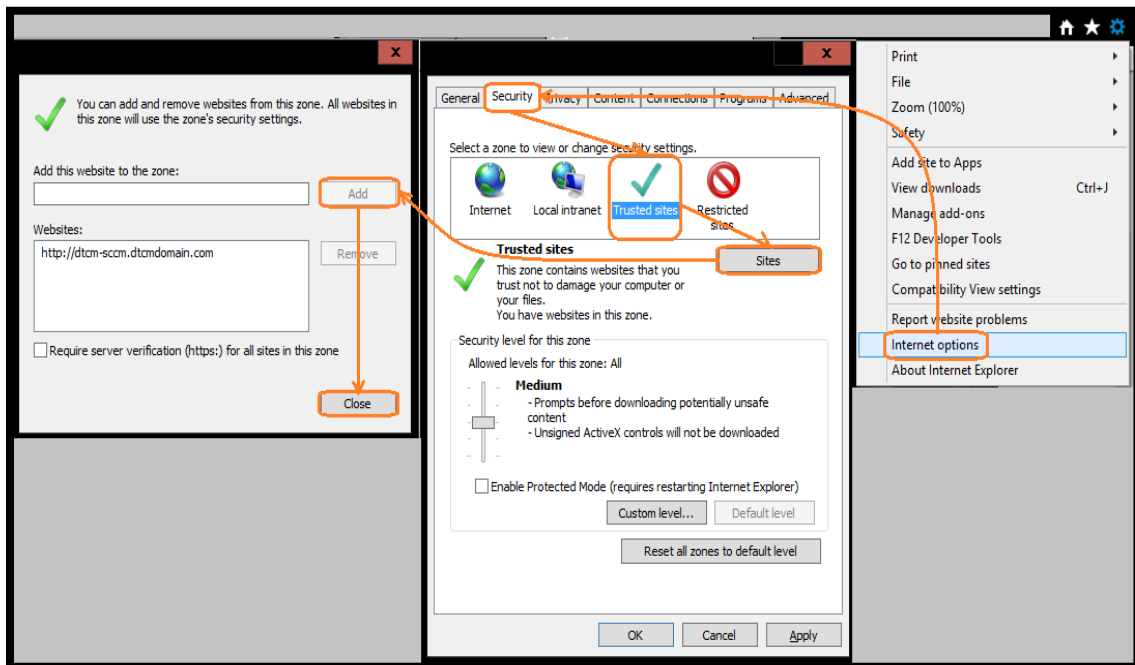 X
You can add and remove websites from this zone. All websites in
this zone will use the zone's security settings.
Add this website to the zone:
Add
Websites:
http://dtcm-sccm.dtcmdomain.com
Remove
Require server verification (https:) for all sites in this zone
Close
X
General Security Privacy Content Connections Programs Advanced
Select a zone to view or change security settings.
Internet Local intranet Trusted sites Restricted
sites
Trusted sites
Sites
This zone contains websites that you
trust not to damage your computer or
your files.
You have websites in this zone.
Security level for this zone
Allowed levels for this zone: All
Medium
- Prompts before downloading potentially unsafe
content
- Unsigned ActiveX controls will not be downloaded
Enable Protected Mode (requires restarting Internet Explorer)
Custom level... Default level
Reset all zones to default level
OK Cancel Apply
Print
File
Zoom (100%)
Safety
Add site to Apps
View downloads Ctrl+J
Manage add-ons
F12 Developer Tools
Go to pinned sites
Compatibility View settings
Report website problems
Internet options
About Internet Explorer